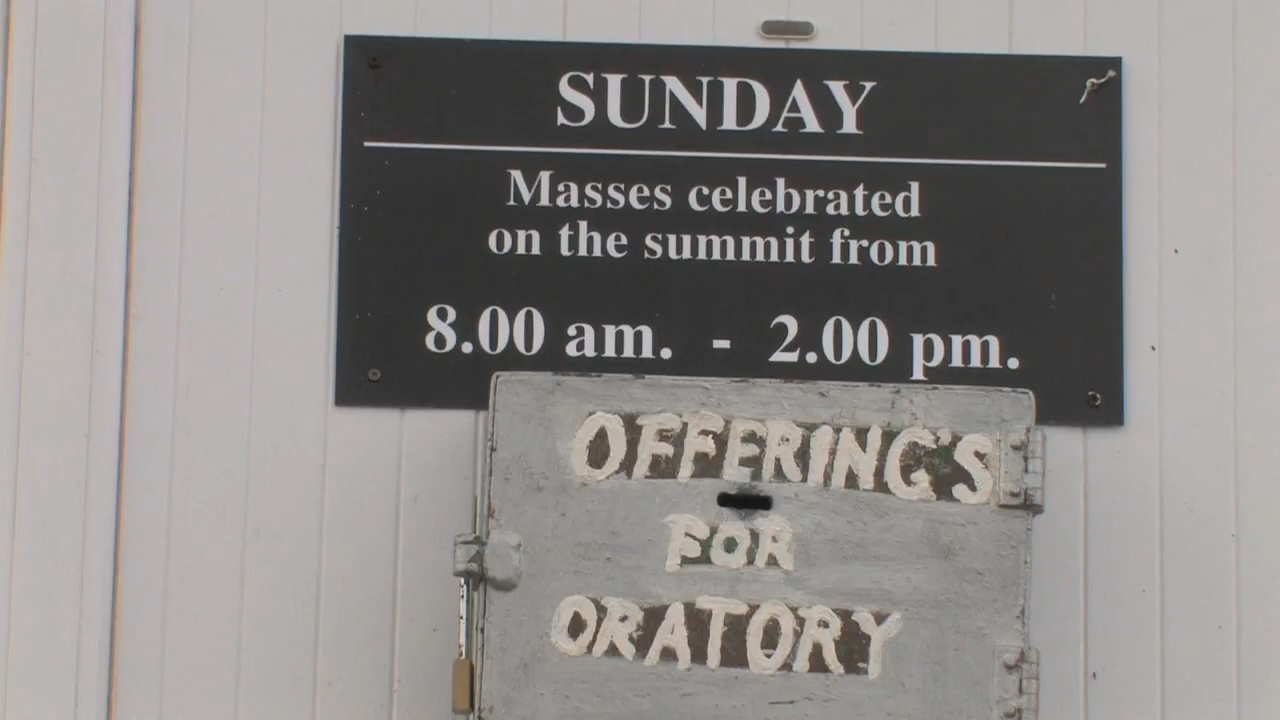 SUNDAY
Masses celebrated
on the summit from
8.00 am. - 2.00 pm.
OFFERING'S
FOR
ORATORY